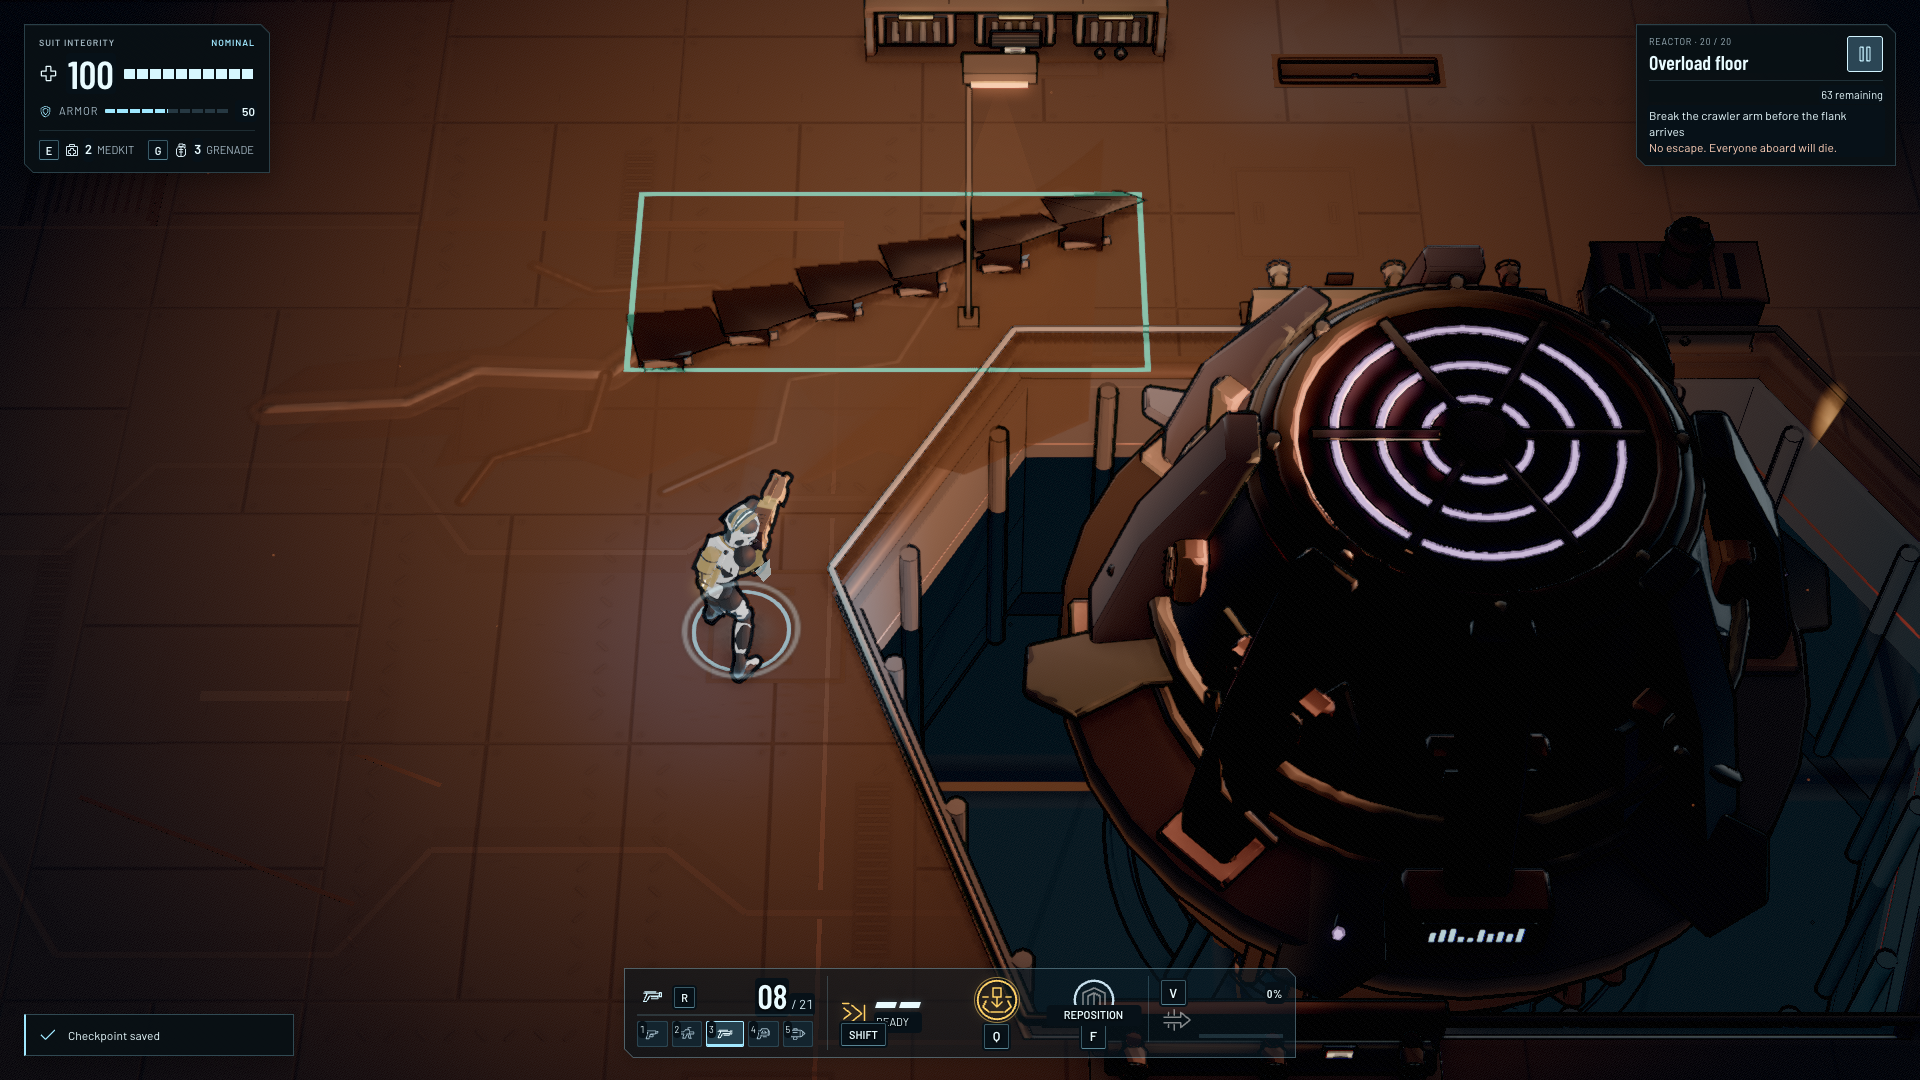 SUIT INTEGRITY NOMINAL
100
ARMOR 50
E 2 MEDKIT G 3 GRENADE
REACTOR · 20 / 20
Overload floor
63 remaining
Break the crawler arm before the flank
arrives
No escape. Everyone aboard will die.
Checkpoint saved
R 08 / 21
1 2 3 4 5
SHIFT
Q
REPOSITION
F
V 0%